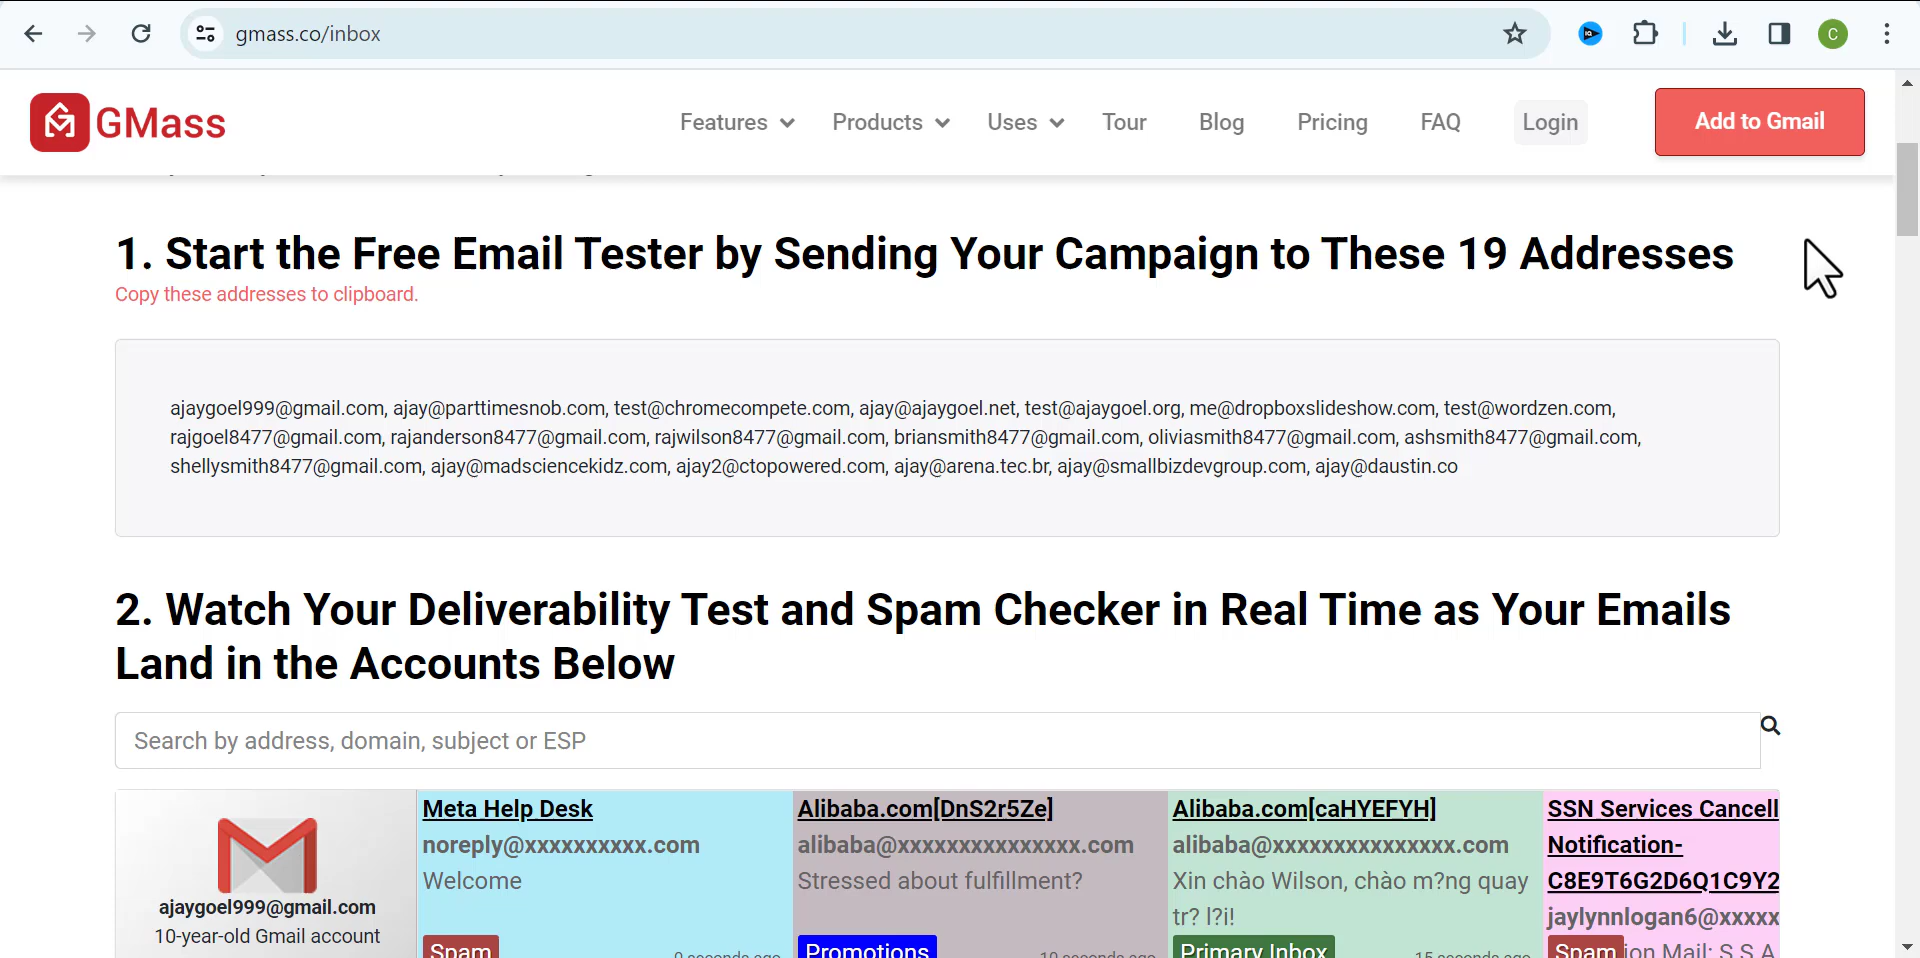 gmass.co/inbox
C
GMass
Features
Products
Uses
Tour
Blog
Pricing
FAQ
Login
Add to Gmail
1. Start the Free Email Tester by Sending Your Campaign to These 19 Addresses
Copy these addresses to clipboard.
ajaygoel999@gmail.com, ajay@parttimesnob.com, test@chromecompete.com, ajay@ajaygoel.net, test@ajaygoel.org, me@dropboxslideshow.com, test@wordzen.com,
rajgoel8477@gmail.com, rajanderson8477@gmail.com, rajwilson8477@gmail.com, briansmith8477@gmail.com, oliviasmith8477@gmail.com, ashsmith8477@gmail.com,
shellysmith8477@gmail.com, ajay@madsciencekidz.com, ajay2@ctopowered.com, ajay@arena.tec.br, ajay@smallbizdevgroup.com, ajay@daustin.co
2. Watch Your Deliverability Test and Spam Checker in Real Time as Your Emails
Land in the Accounts Below
Search by address, domain, subject or ESP
ajaygoel999@gmail.com
10-year-old Gmail account
Meta Help Desk
noreply@xxxxxxxxxx.com
Welcome
Spam
Alibaba.com[DnS2r5Ze]
alibaba@xxxxxxxxxxxxxxx.com
Stressed about fulfillment?
Promotions
10 seconds ago
Alibaba.com[caHYEFYH]
alibaba@xxxxxxxxxxxxxxx.com
Xin chào Wilson, chào m?ng quay
tr? l?i!
Primary Inbox
15 seconds ago
SSN Services Cancell
Notification-
C8E9T6G2D6Q1C9Y2
jaylynnlogan6@xxxxx
Spam
ion Mail: S S A